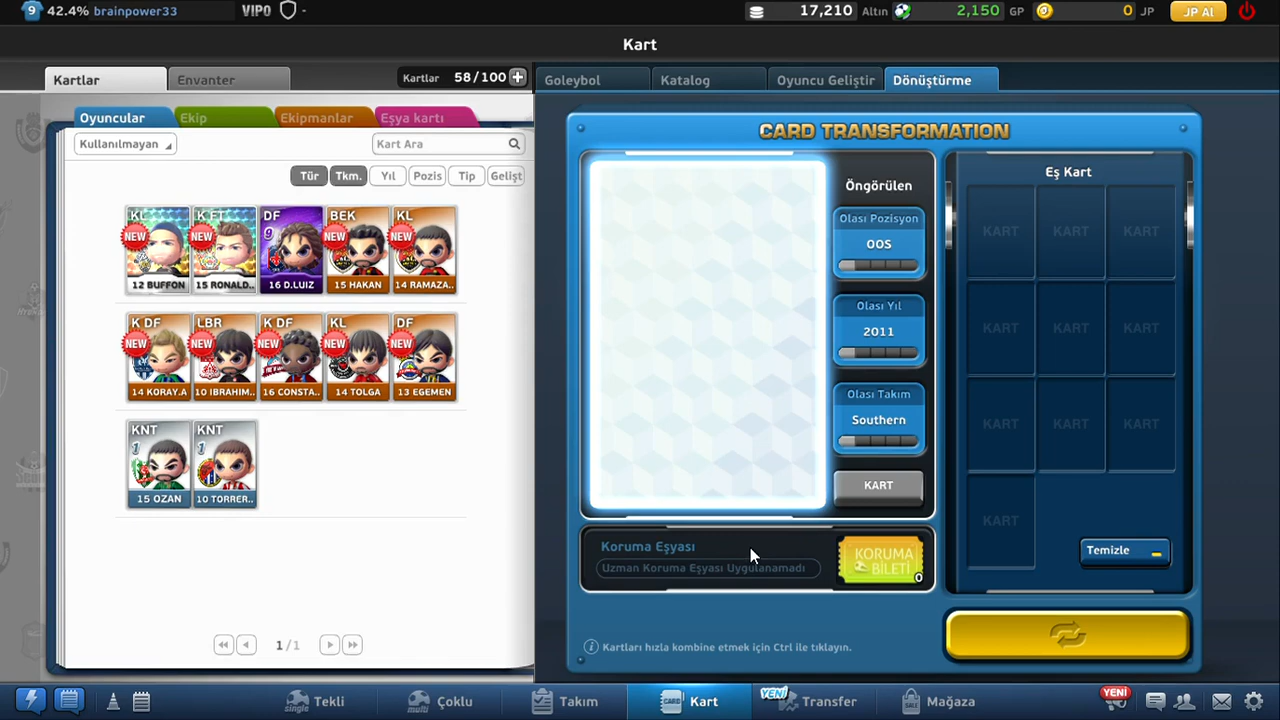 9 42.4% brainpower33 VIPO - 17,210 Altın 2,150 GP 0 JP JP Al
Kart
Kartlar Envanter Kartlar 58/100 +
Goleybol Katalog Oyuncu Geliştir Dönüştürme
Oyuncular Ekip Ekipmanlar Eşya kartı
Kullanılmayan Kart Ara
Tür Tkm. Yıl Pozis Tip Gelişt
KL K FT DF BEK KL
NEW NEW 9 NEW NEW
12 BUFFON 15 RONALD.. 16 D.LUIZ 15 HAKAN 14 RAMAZA..
K DF LBR K DF KL DF
NEW NEW NEW NEW NEW
14 KORAY.A 10 IBRAHIM.. 16 CONSTA.. 14 TOLGA 13 EGEMEN
KNT KNT
1 1
15 OZAN 10 TORRER..
1/1
CARD TRANSFORMATION
Öngörülen
Olası Pozisyon
OOS
Olası Yıl
2011
Olası Takım
Southern
KART
Eş Kart
KART KART KART
KART KART KART
KART KART KART
KART
Temizle
Koruma Eşyası
Uzman Koruma Eşyası Uygulanamadı
KORUMA
BİLETİ
0
Kartları hızla kombine etmek için Ctrl ile tıklayın.
single Tekli multi Çoklu Takım Kart YENİ Transfer SALE Mağaza YENİ